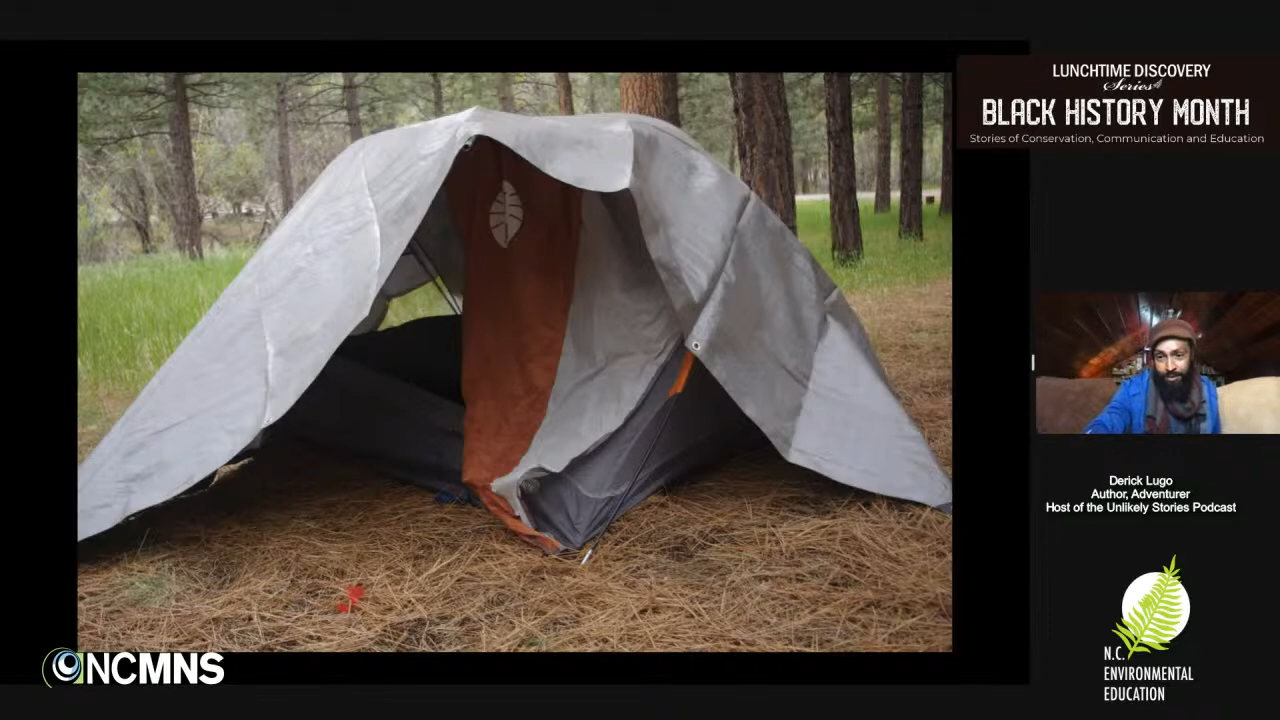 LUNCHTIME DISCOVERY
Series
BLACK HISTORY MONTH
Stories of Conservation, Communication and Education
Derick Lugo
Author, Adventurer
Host of the Unlikely Stories Podcast
NCMNS
N.C.
ENVIRONMENTAL
EDUCATION